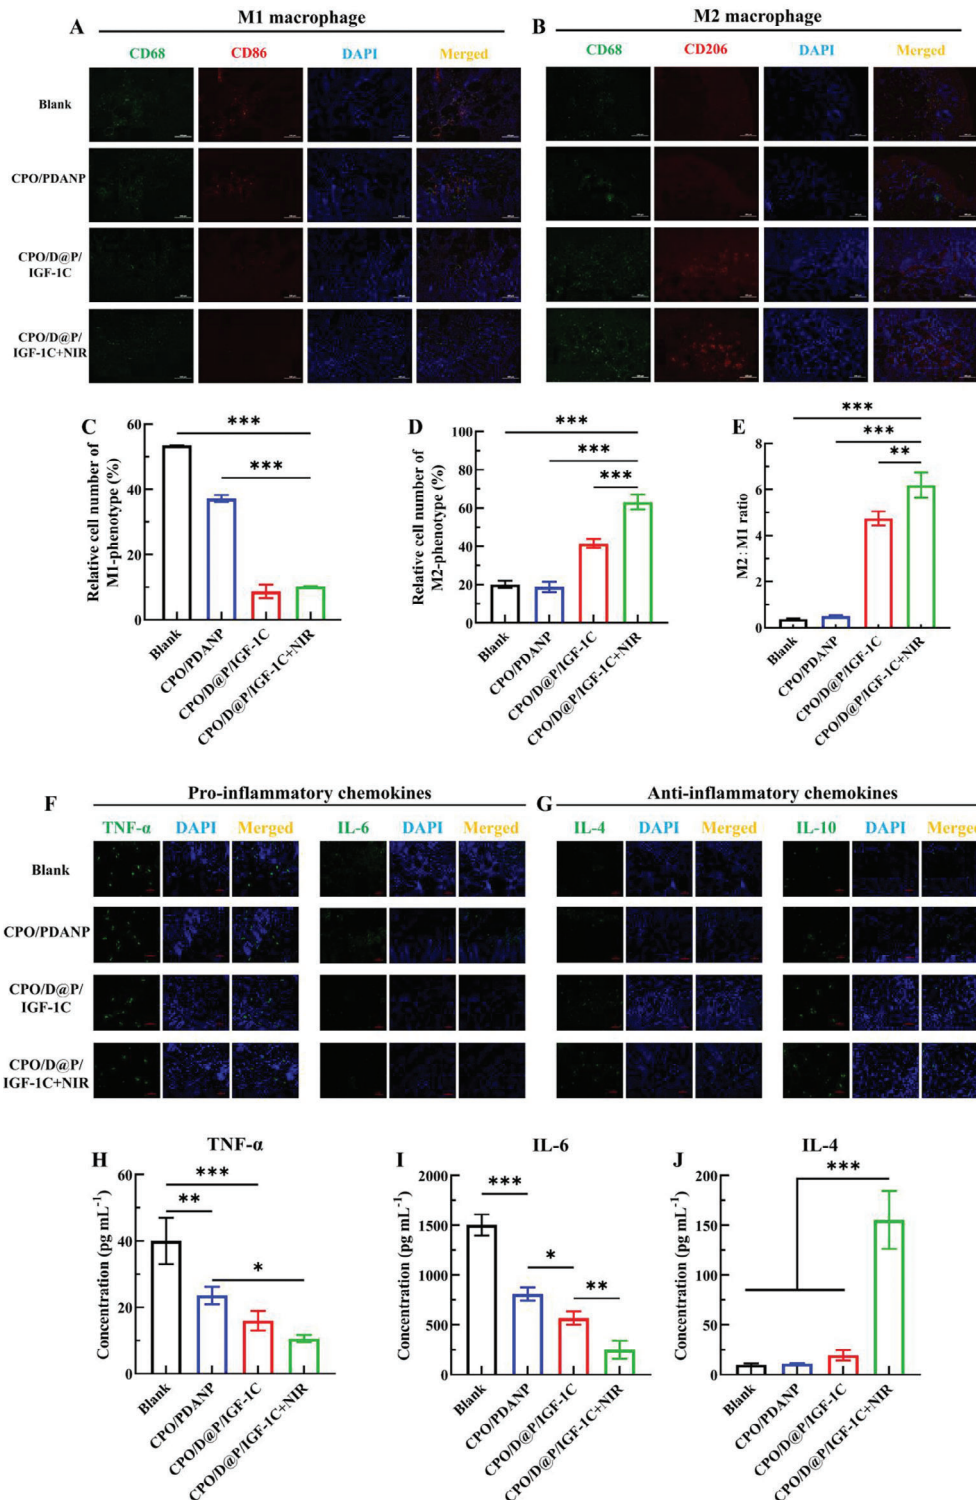 A M1 macrophage
CD68 CD86 DAPI Merged
Blank
CPO/PDANP
CPO/D@P/
IGF-1C
CPO/D@P/
IGF-1C+NIR
B M2 macrophage
CD68 CD206 DAPI Merged
C
Relative cell number of
M1-phenotype (%)
60
40
20
0
***
***
Blank
CPO/PDANP
CPO/D@P/IGF-1C
CPO/D@P/IGF-1C+NIR
D
Relative cell number of
M2-phenotype (%)
100
80
60
40
20
0
***
***
***
Blank
CPO/PDANP
CPO/D@P/IGF-1C
CPO/D@P/IGF-1C+NIR
E
M2:M1 ratio
8
6
4
2
0
***
***
**
Blank
CPO/PDANP
CPO/D@P/IGF-1C
CPO/D@P/IGF-1C+NIR
F Pro-inflammatory chemokines
TNF-α DAPI Merged IL-6 DAPI Merged
Blank
CPO/PDANP
CPO/D@P/
IGF-1C
CPO/D@P/
IGF-1C+NIR
G Anti-inflammatory chemokines
IL-4 DAPI Merged IL-10 DAPI Merged
H
TNF-α
Concentration (pg mL⁻¹)
60
40
20
0
***
**
*
Blank
CPO/PDANP
CPO/D@P/IGF-1C
CPO/D@P/IGF-1C+NIR
I
IL-6
Concentration (pg mL⁻¹)
2000
1500
1000
500
0
***
*
**
Blank
CPO/PDANP
CPO/D@P/IGF-1C
CPO/D@P/IGF-1C+NIR
J
IL-4
Concentration (pg mL⁻¹)
200
150
100
50
0
***
Blank
CPO/PDANP
CPO/D@P/IGF-1C
CPO/D@P/IGF-1C+NIR